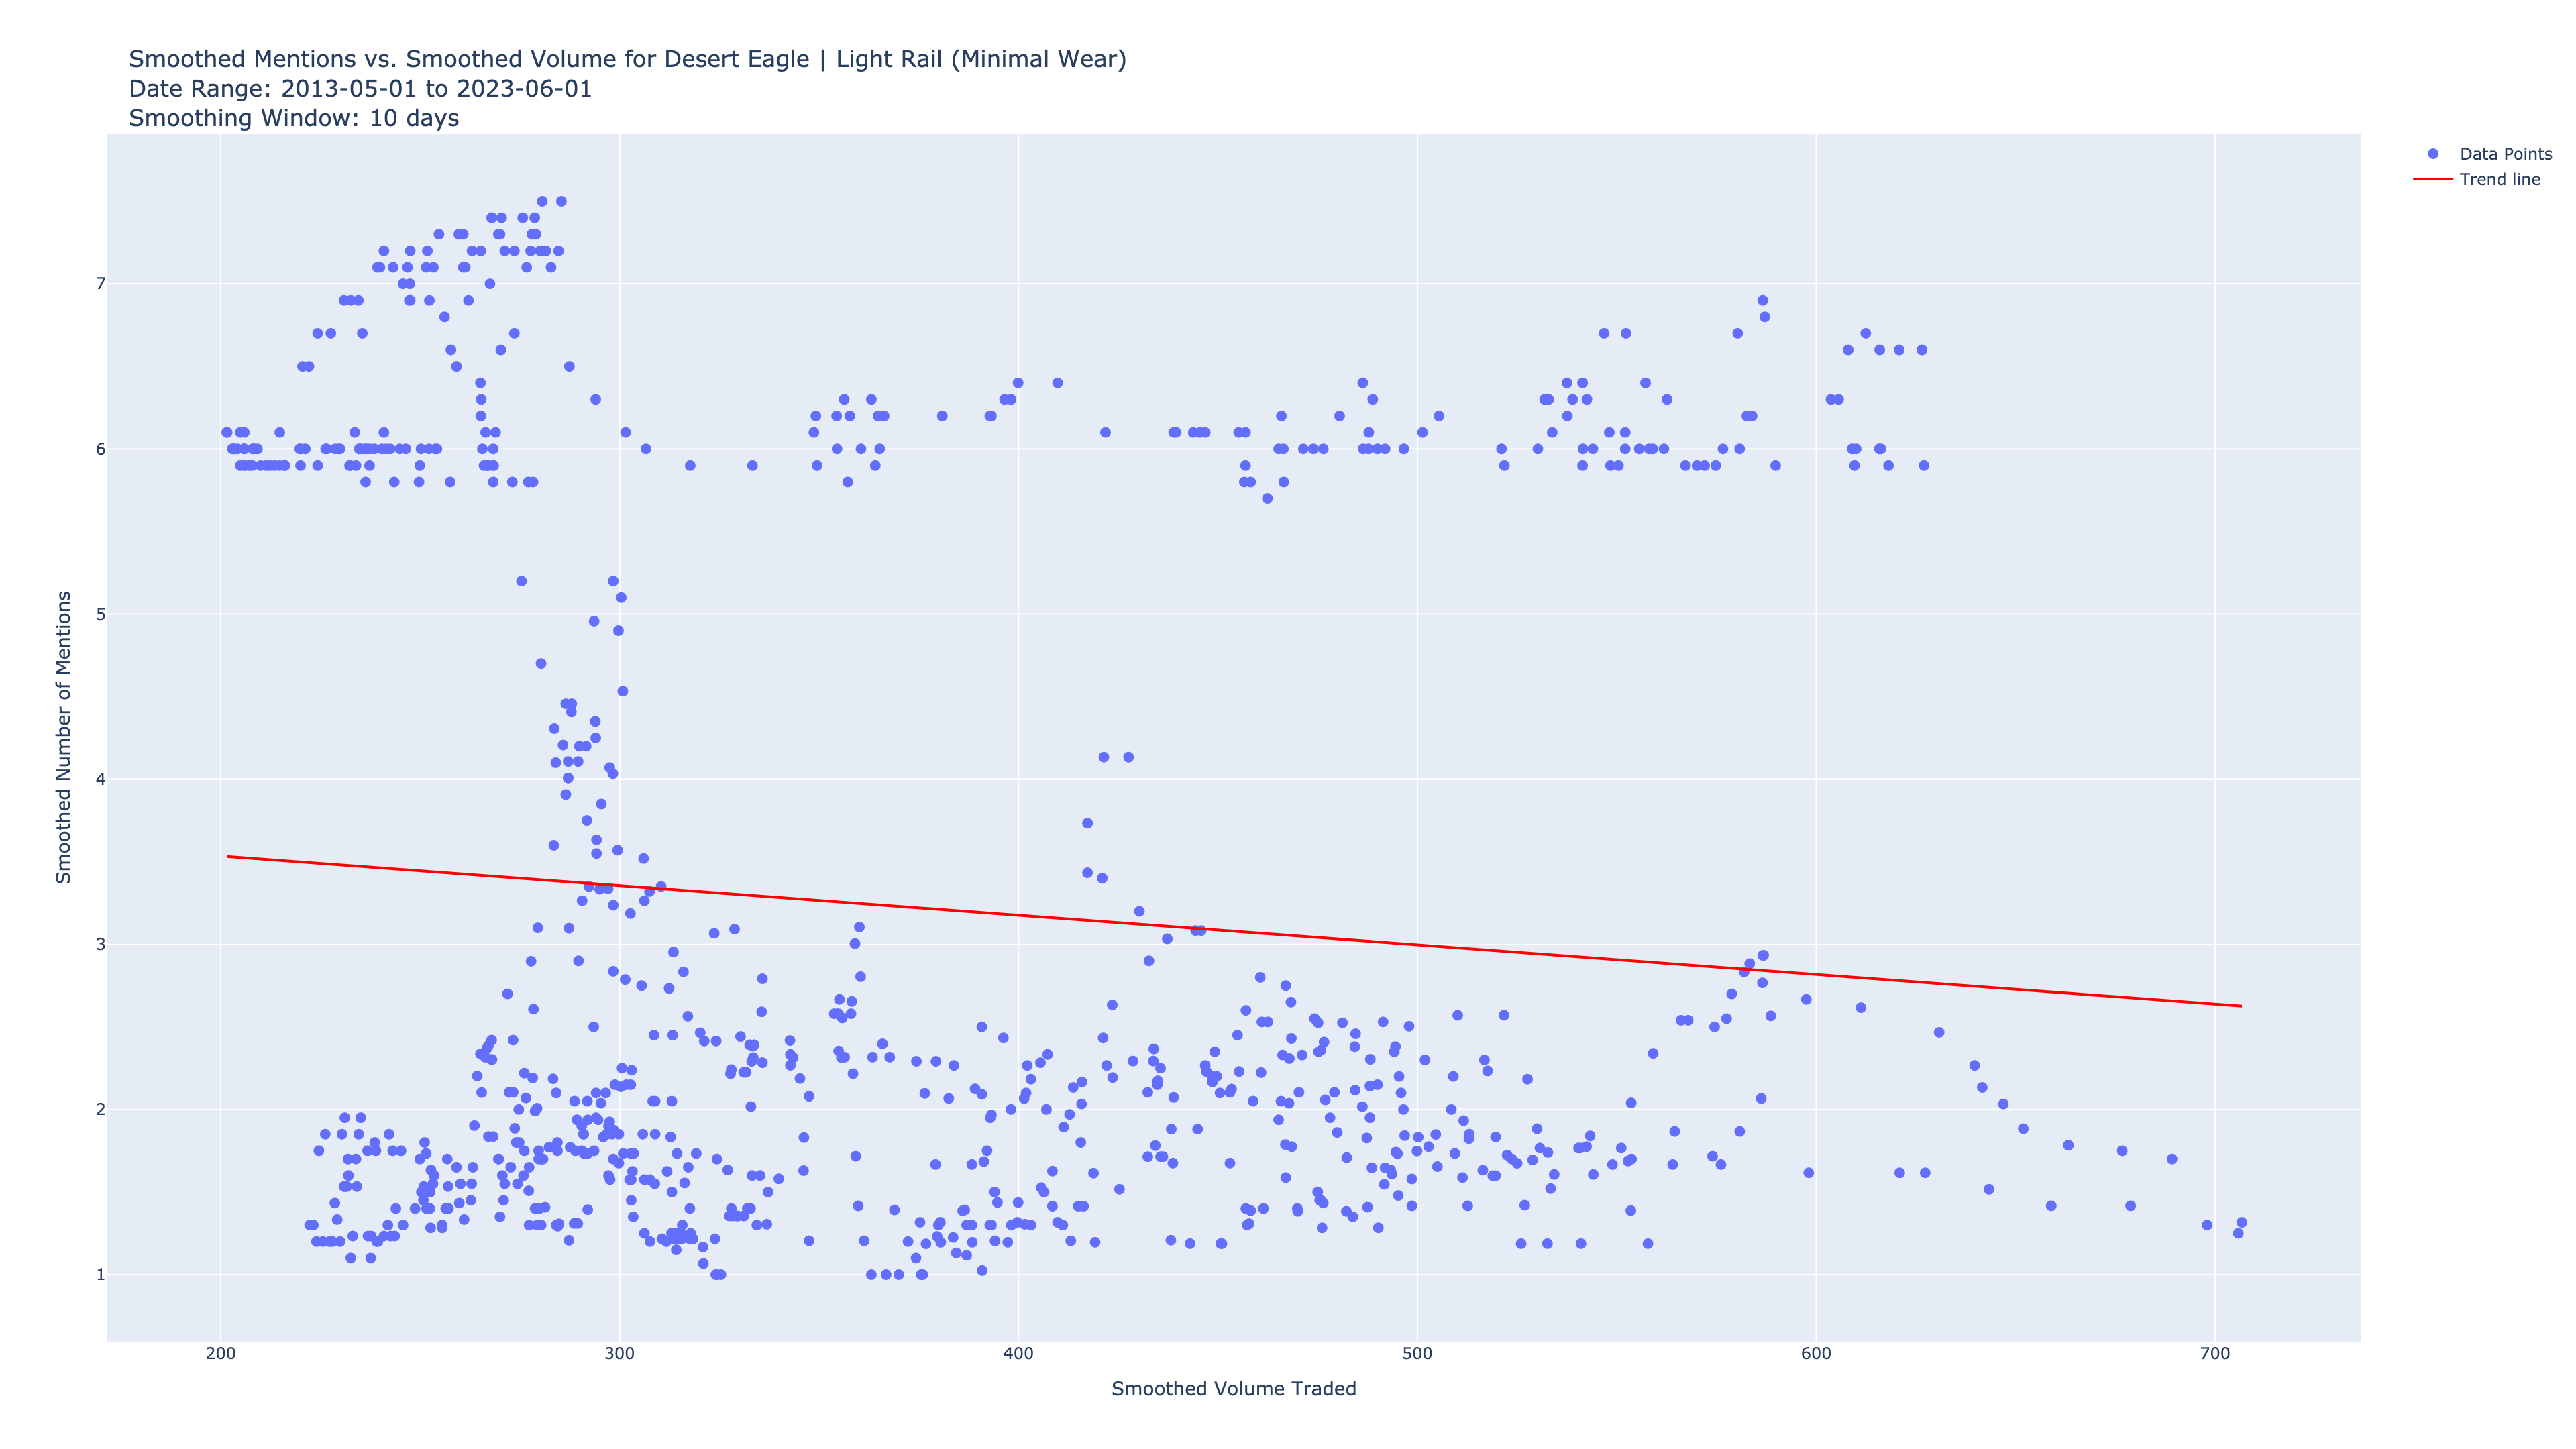 Smoothed Mentions vs. Smoothed Volume for Desert Eagle | Light Rail (Minimal Wear)
Date Range: 2013-05-01 to 2023-06-01
Smoothing Window: 10 days
Data Points
Trend line
Smoothed Number of Mentions
7
6
5
4
3
2
1
200 300 400 500 600 700
Smoothed Volume Traded